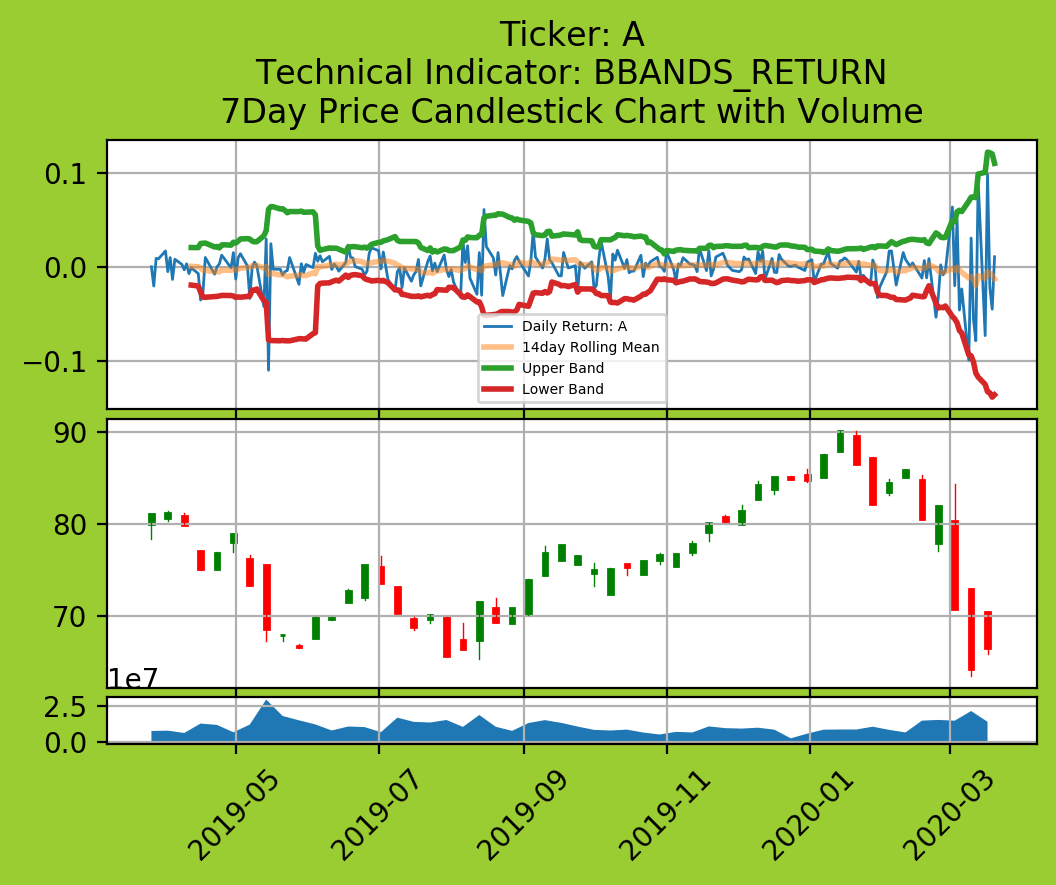 Ticker: A
Technical Indicator: BBANDS_RETURN
7Day Price Candlestick Chart with Volume
0.1
0.0
−0.1
Daily Return: A
14day Rolling Mean
Upper Band
Lower Band
90
80
70
1e7
2.5
0.0
2019-05
2019-07
2019-09
2019-11
2020-01
2020-03